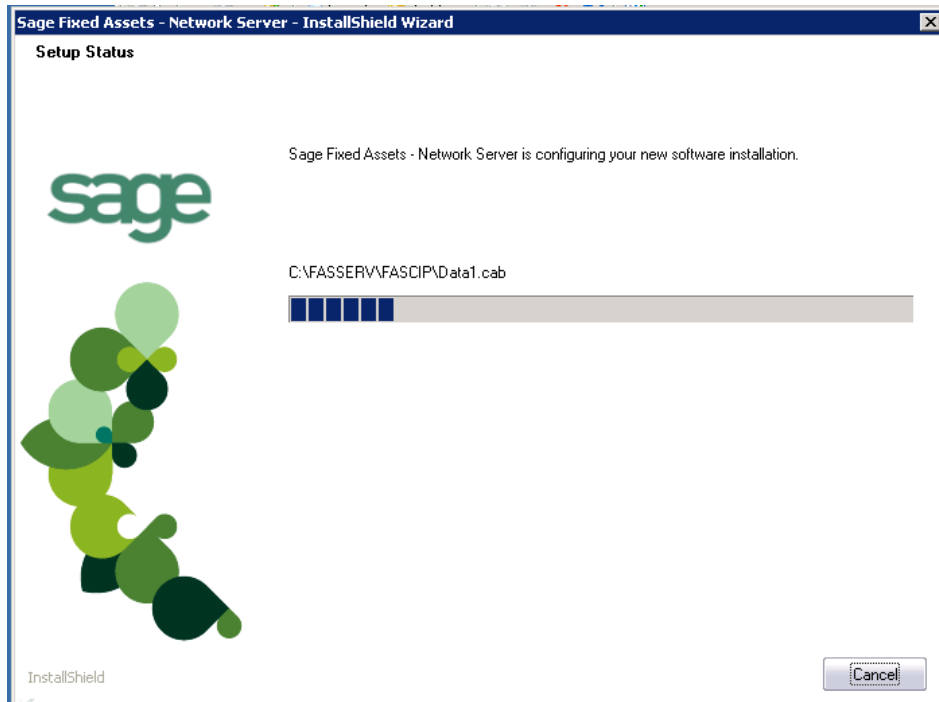 Sage Fixed Assets - Network Server - InstallShield Wizard
Setup Status
Sage Fixed Assets - Network Server is configuring your new software installation.
sage
C:\FASSERV\FASCIP\Data1.cab
InstallShield
Cancel